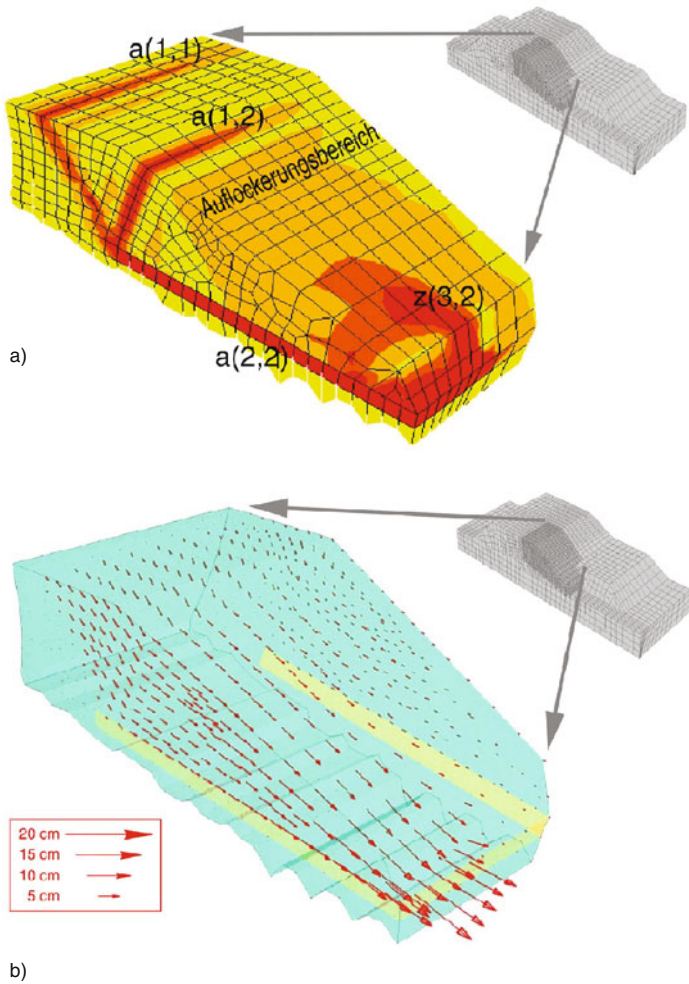 a(1,1)
a(1,2)
Auflockerungsbereich
z(3,2)
a(2,2)
a)
20 cm
15 cm
10 cm
5 cm
b)